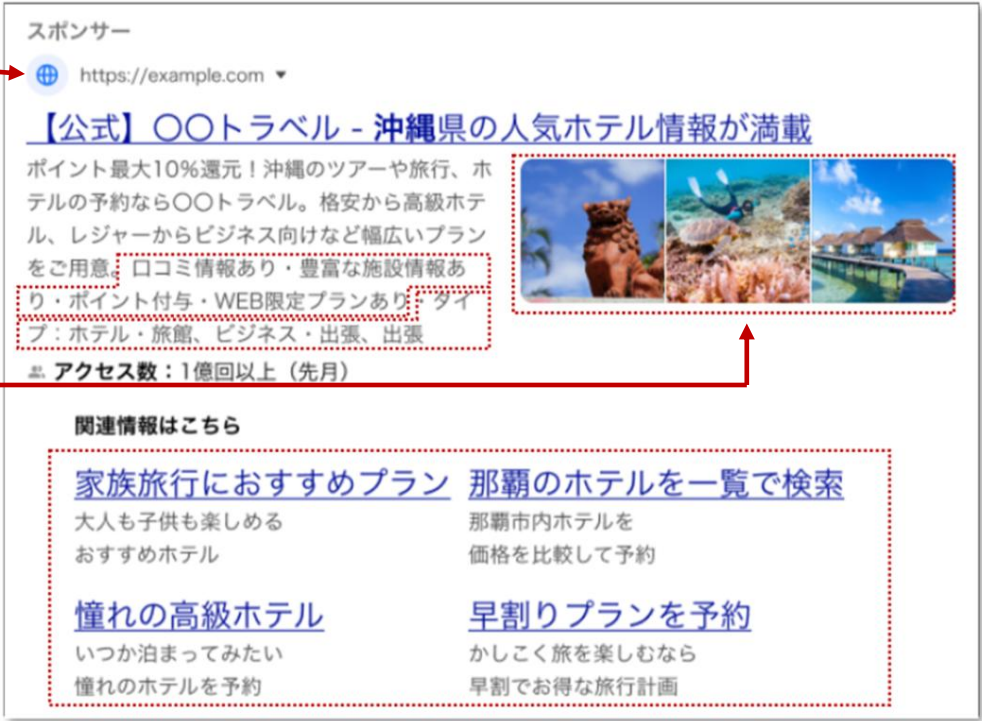 スポンサー
https://example.com
【公式】〇〇トラベル - 沖縄県の人気ホテル情報が満載
ポイント最大10%還元！沖縄のツアーや旅行、ホ
テルの予約なら〇〇トラベル。格安から高級ホテ
ル、レジャーからビジネス向けなど幅広いプラン
をご用意。口コミ情報あり・豊富な施設情報あ
り・ポイント付与・WEB限定プランあり・タイ
プ：ホテル・旅館、ビジネス・出張、出張
アクセス数：1億回以上（先月）
関連情報はこちら
家族旅行におすすめプラン
大人も子供も楽しめる
おすすめホテル
那覇のホテルを一覧で検索
那覇市内ホテルを
価格を比較して予約
憧れの高級ホテル
いつか泊まってみたい
憧れのホテルを予約
早割りプランを予約
かしこく旅を楽しむなら
早割でお得な旅行計画